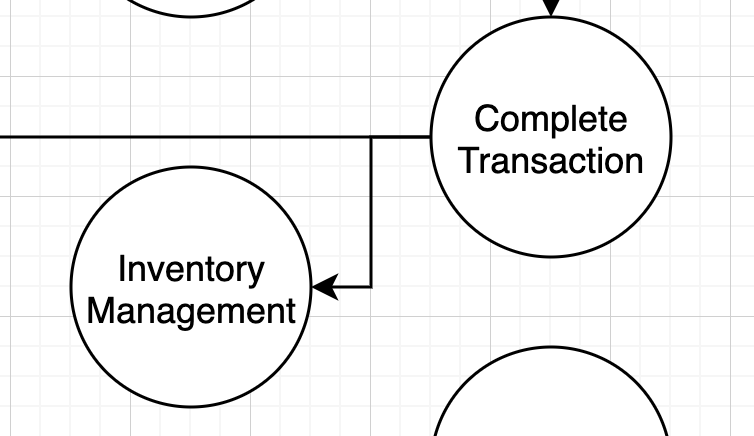 Complete
Transaction
Inventory
Management